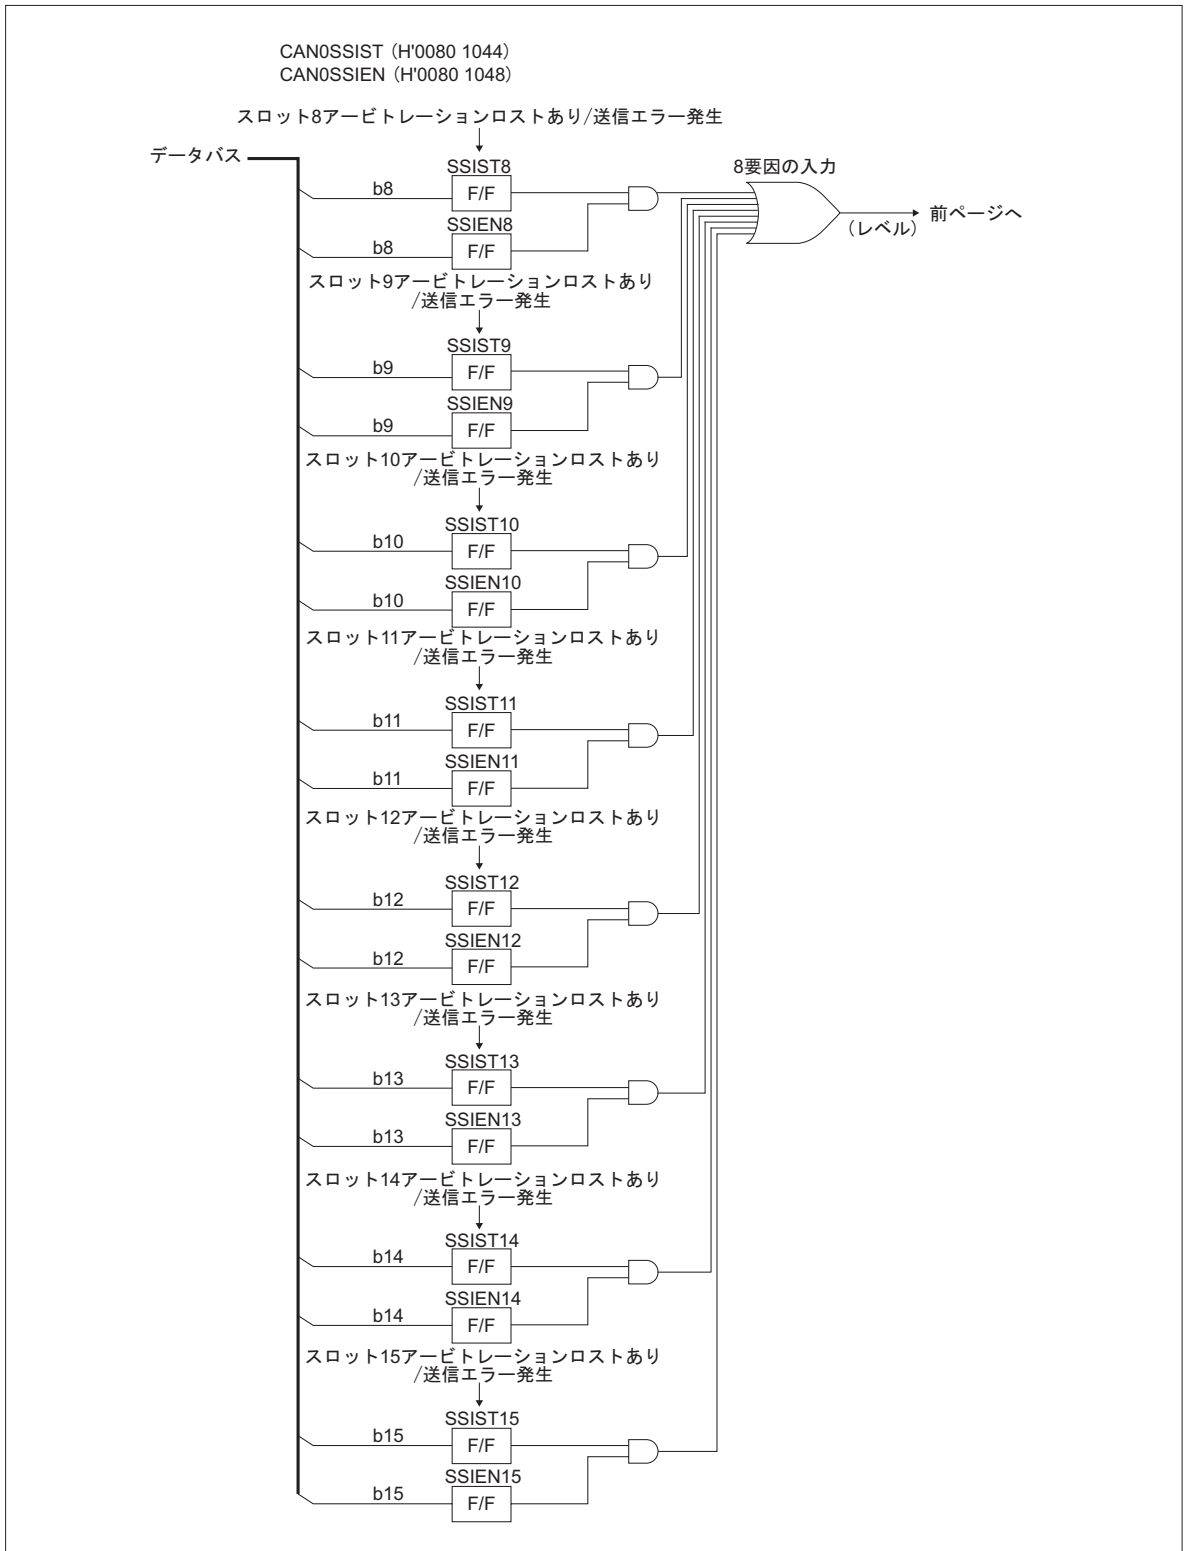 CAN0SSIST (H'0080 1044)
CAN0SSIEN (H'0080 1048)
スロット8アービトレーションロストあり/送信エラー発生
データバス
SSIST8
8要因の入力
b8
F/F
前ページへ
(レベル)
SSIEN8
b8
F/F
スロット9アービトレーションロストあり
/送信エラー発生
SSIST9
b9
F/F
SSIEN9
b9
F/F
スロット10アービトレーションロストあり
/送信エラー発生
SSIST10
b10
F/F
SSIEN10
b10
F/F
スロット11アービトレーションロストあり
/送信エラー発生
SSIST11
b11
F/F
SSIEN11
b11
F/F
スロット12アービトレーションロストあり
/送信エラー発生
SSIST12
b12
F/F
SSIEN12
b12
F/F
スロット13アービトレーションロストあり
/送信エラー発生
SSIST13
b13
F/F
SSIEN13
b13
F/F
スロット14アービトレーションロストあり
/送信エラー発生
SSIST14
b14
F/F
SSIEN14
b14
F/F
スロット15アービトレーションロストあり
/送信エラー発生
SSIST15
b15
F/F
SSIEN15
b15
F/F